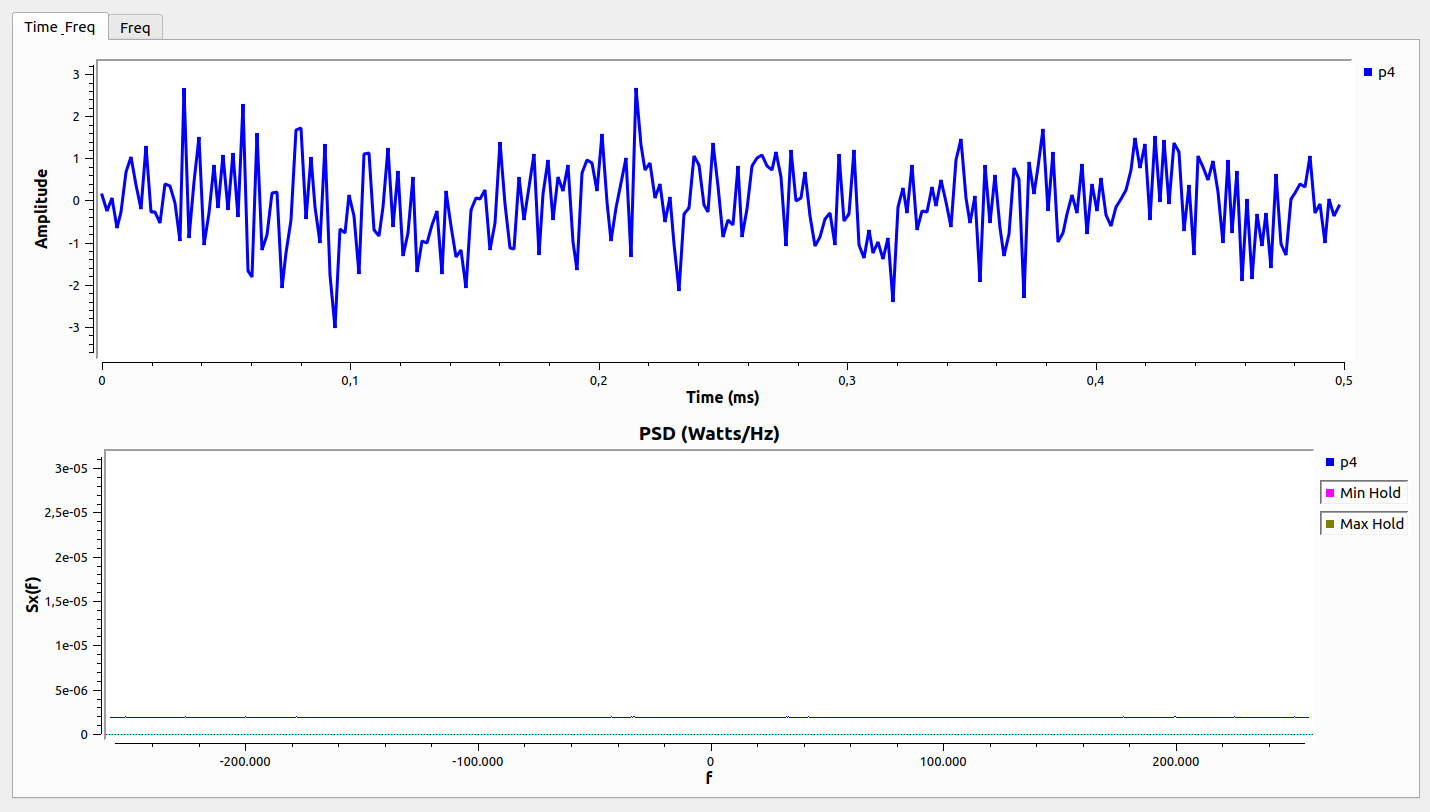 Time_Freq Freq
p4
3
2
1
0
-1
-2
-3
Amplitude
0 0,1 0,2 0,3 0,4 0,5
Time (ms)
PSD (Watts/Hz)
p4
Min Hold
Max Hold
3e-05
2,5e-05
2e-05
1,5e-05
1e-05
5e-06
0
Sx(f)
-200.000 -100.000 0 100.000 200.000
f